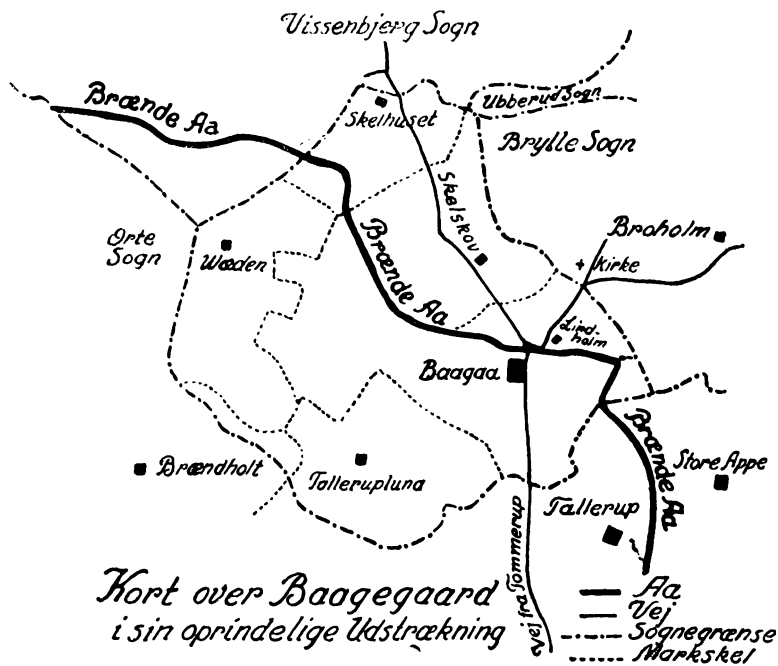 Vissenbjerg Sogn
Brænde Aa
Skelhuset
Ubberud Sogn
Brylle Sogn
Orte
Sogn
Woeden
Skelskov
Broholm
Kirke
Brænde Aa
Lind-
holm
Baagaa
Brændholt
Talleruplund
Brænde Aa
Store Appe
Tallerup
Vej fra Tommerup
Kort over Baagegaard
i sin oprindelige Udstrækning
Aa
Vej
Sognegrænse
Markskel